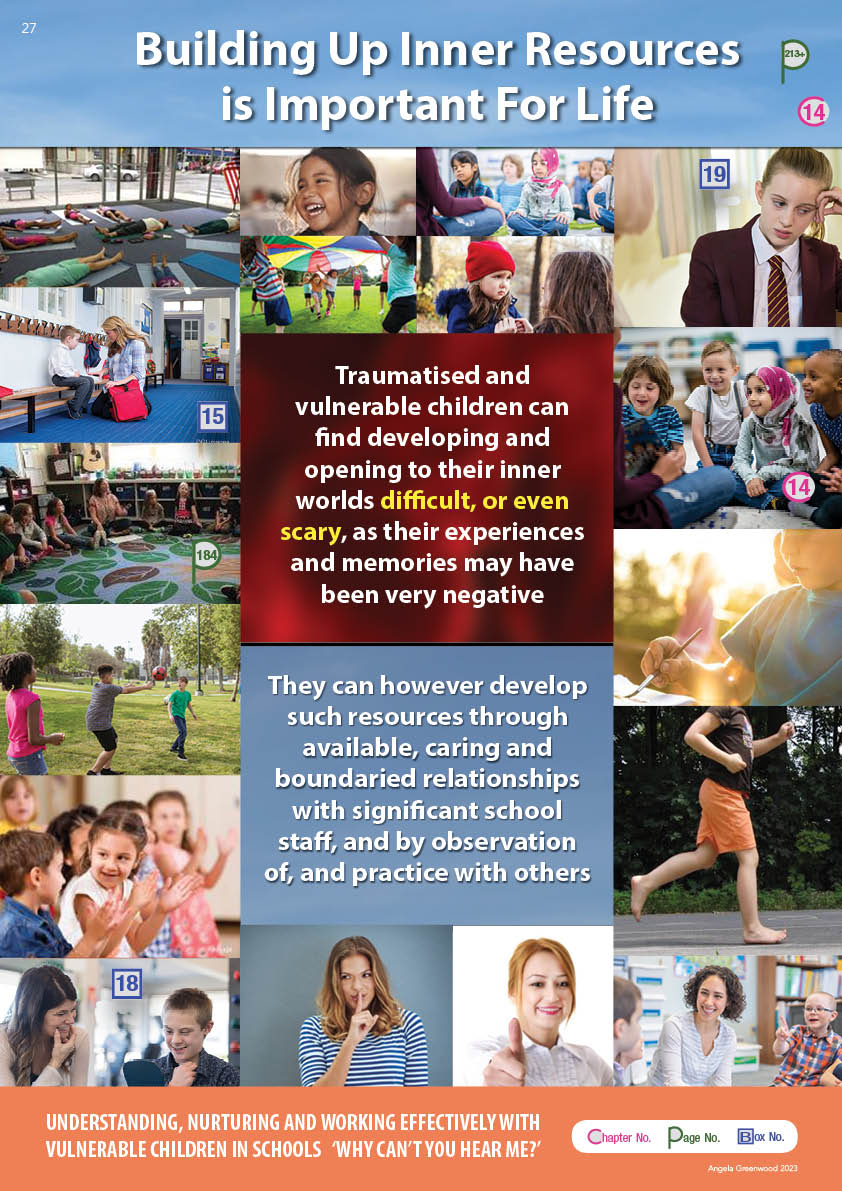 27
Building Up Inner Resources
is Important For Life
213+
14
19
15
184
14
18
Traumatised and
vulnerable children can
find developing and
opening to their inner
worlds difficult, or even
scary, as their experiences
and memories may have
been very negative
They can however develop
such resources through
available, caring and
boundaried relationships
with significant school
staff, and by observation
of, and practice with others
UNDERSTANDING, NURTURING AND WORKING EFFECTIVELY WITH
VULNERABLE CHILDREN IN SCHOOLS ‘WHY CAN’T YOU HEAR ME?’
Chapter No. Page No. Box No.
Angela Greenwood 2023